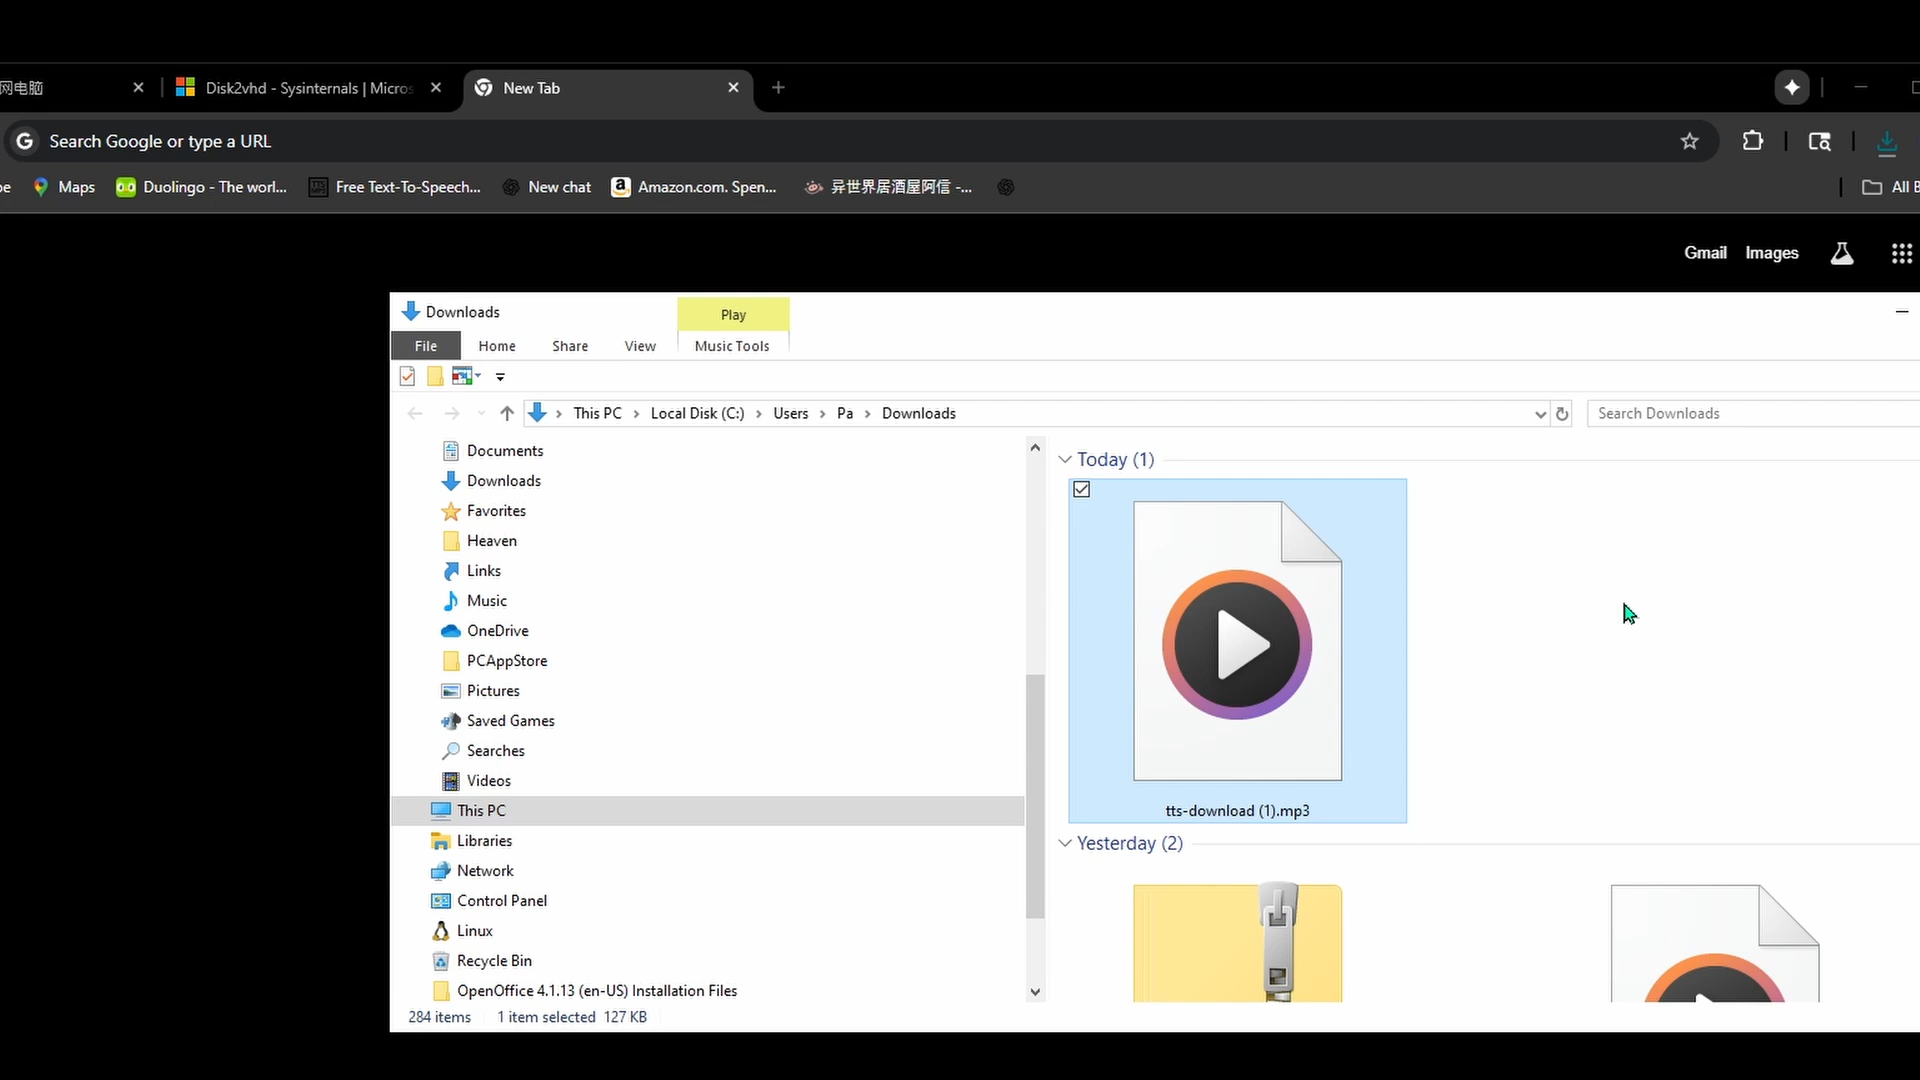 网电脑
Disk2vhd - Sysinternals | Micros
New Tab
Search Google or type a URL
be
Maps
Duolingo - The worl...
Free Text-To-Speech...
New chat
Amazon.com. Spen...
异世界居酒屋阿信 -...
All B
Gmail
Images
Downloads
Play
File
Home
Share
View
Music Tools
This PC
Local Disk (C:)
Users
Pa
Downloads
Search Downloads
Documents
Downloads
Favorites
Heaven
Links
Music
OneDrive
PCAppStore
Pictures
Saved Games
Searches
Videos
This PC
Libraries
Network
Control Panel
Linux
Recycle Bin
OpenOffice 4.1.13 (en-US) Installation Files
Today (1)
tts-download (1).mp3
Yesterday (2)
284 items
1 item selected 127 KB